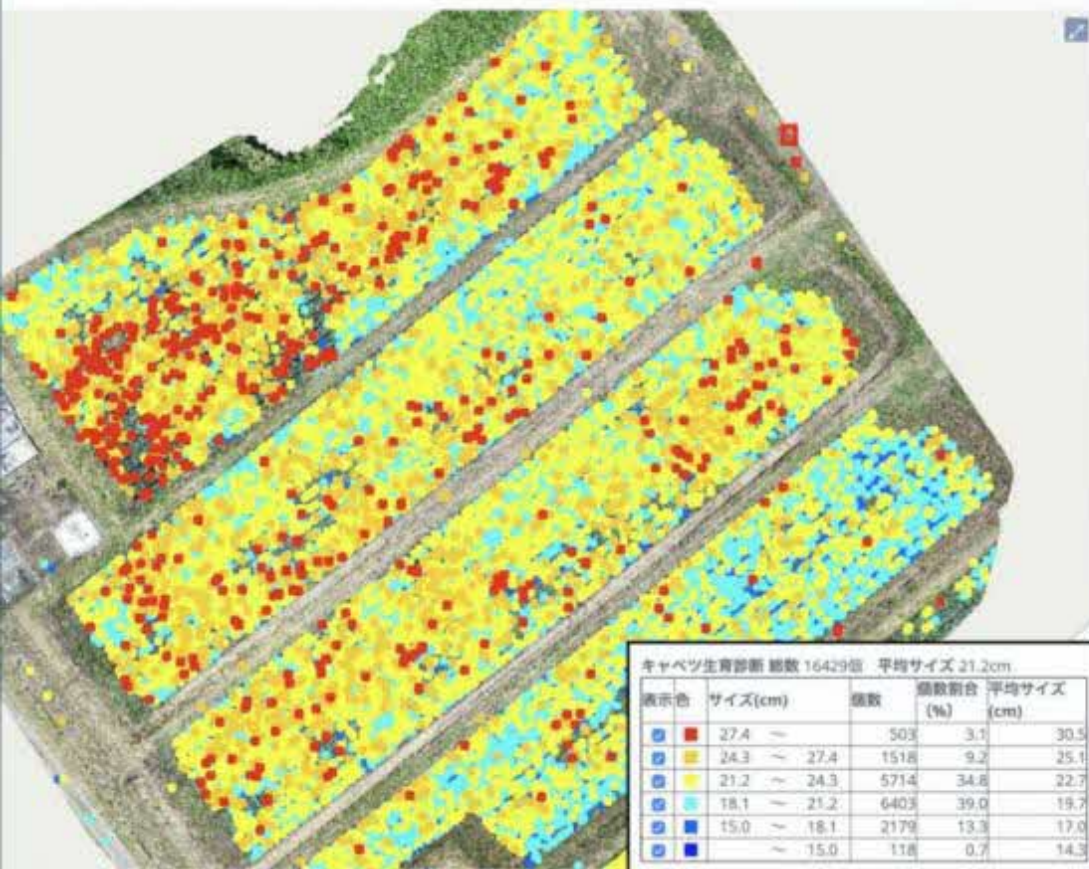 キャベツ生育診断 総数 16429個 平均サイズ 21.2cm
表示 色 サイズ(cm) 個数 個数割合(%) 平均サイズ(cm)
27.4 ～ 503 3.1 30.5
24.3 ～ 27.4 1518 9.2 25.1
21.2 ～ 24.3 5714 34.8 22.7
18.1 ～ 21.2 6403 39.0 19.7
15.0 ～ 18.1 2179 13.3 17.0
～ 15.0 118 0.7 14.3